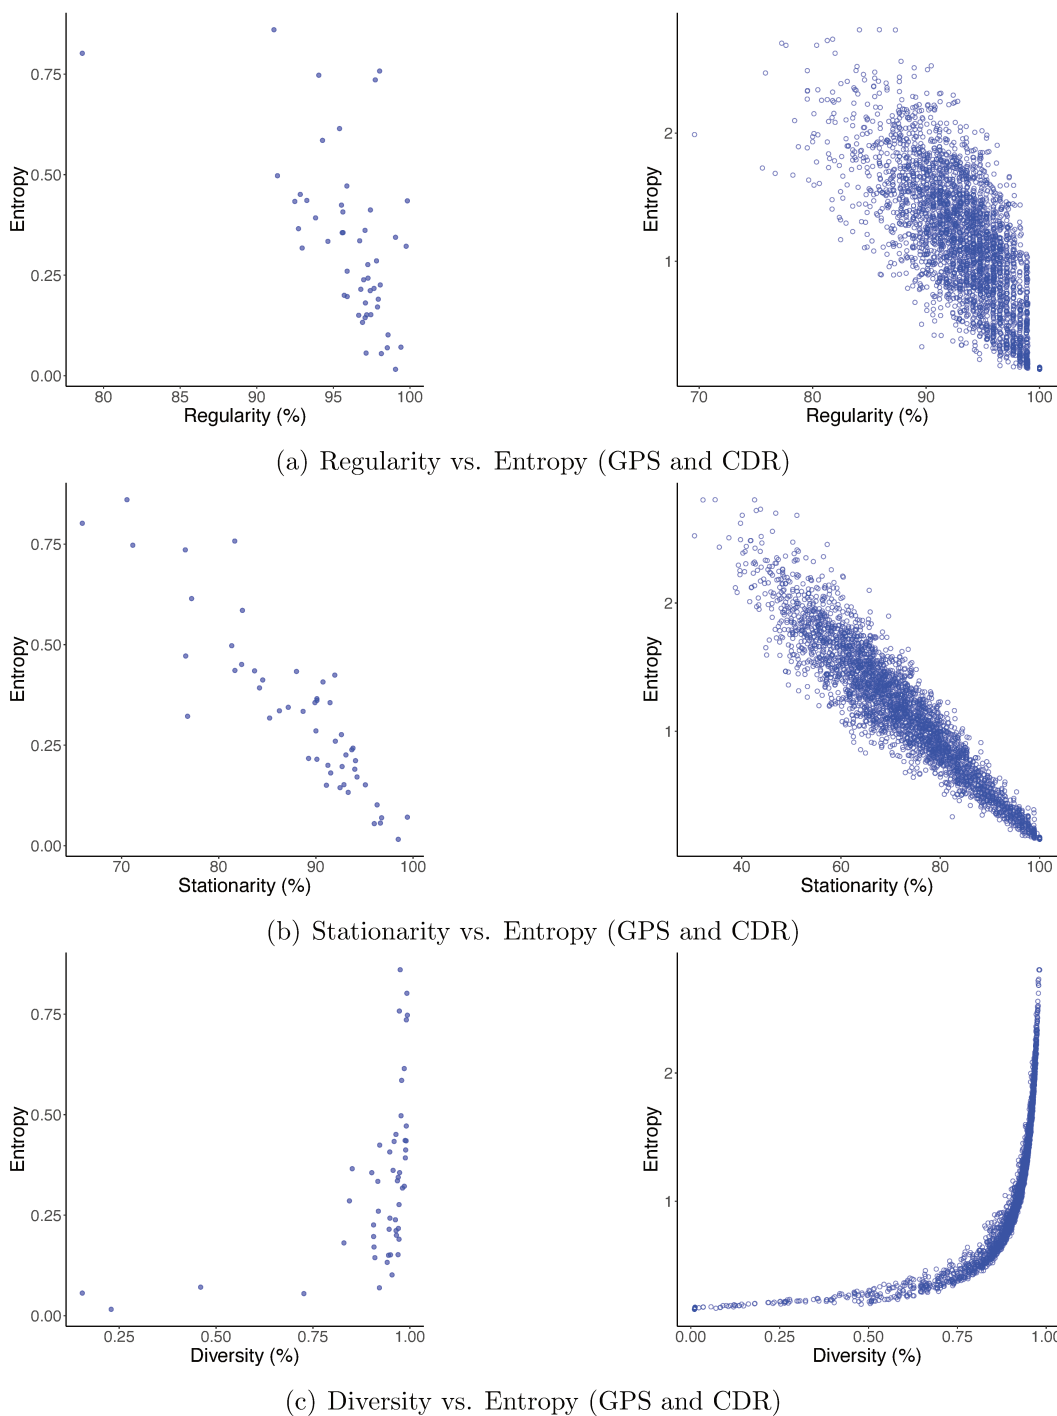 0.75
0.50
0.25
0.00
Entropy
80 85 90 95 100
Regularity (%)
2
1
Entropy
70 80 90 100
Regularity (%)
(a) Regularity vs. Entropy (GPS and CDR)
0.75
0.50
0.25
0.00
Entropy
70 80 90 100
Stationarity (%)
2
1
Entropy
40 60 80 100
Stationarity (%)
(b) Stationarity vs. Entropy (GPS and CDR)
0.75
0.50
0.25
0.00
Entropy
0.25 0.50 0.75 1.00
Diversity (%)
2
1
Entropy
0.00 0.25 0.50 0.75 1.00
Diversity (%)
(c) Diversity vs. Entropy (GPS and CDR)